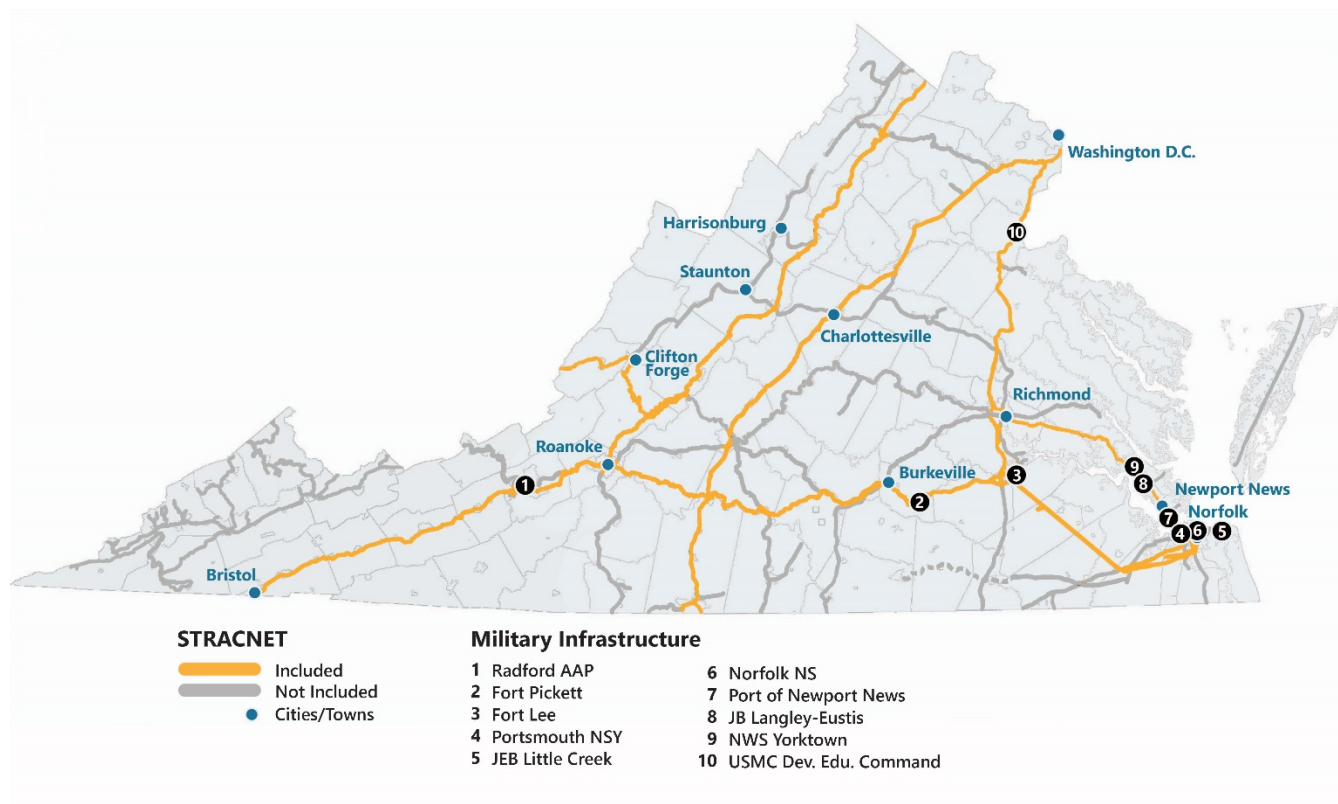 Washington D.C.
Harrisonburg
10
Staunton
Charlottesville
Clifton
Forge
Richmond
Roanoke
Burkeville
9
8
3
1
2
Newport News
Norfolk
7
4
6
5
Bristol
STRACNET
Included
Not Included
Cities/Towns
Military Infrastructure
1 Radford AAP
2 Fort Pickett
3 Fort Lee
4 Portsmouth NSY
5 JEB Little Creek
6 Norfolk NS
7 Port of Newport News
8 JB Langley-Eustis
9 NWS Yorktown
10 USMC Dev. Edu. Command